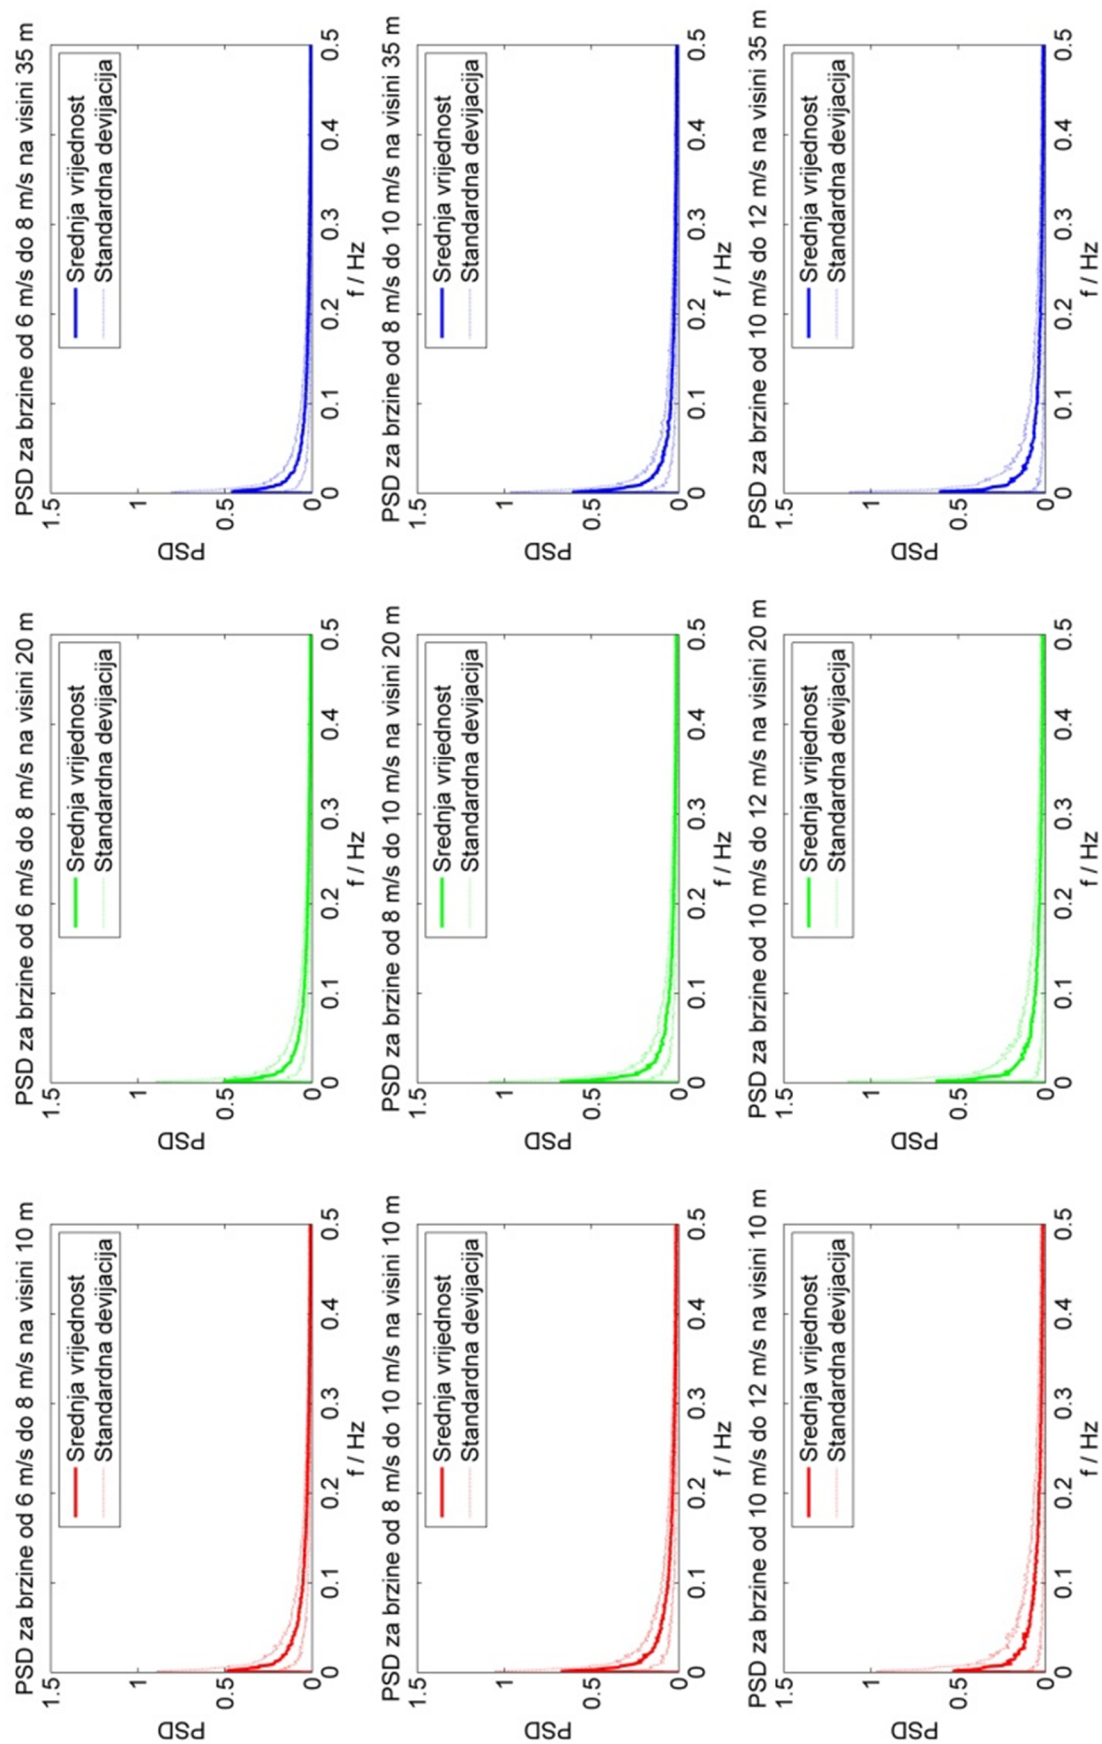 PSD za brzine od 6 m/s do 8 m/s na visini 10 m
1.5
Srednja vrijednost
Standardna devijacija
1
PSD
0.5
0
0 0.1 0.2 0.3 0.4 0.5
f / Hz
PSD za brzine od 6 m/s do 8 m/s na visini 20 m
1.5
Srednja vrijednost
Standardna devijacija
1
PSD
0.5
0
0 0.1 0.2 0.3 0.4 0.5
f / Hz
PSD za brzine od 6 m/s do 8 m/s na visini 35 m
1.5
Srednja vrijednost
Standardna devijacija
1
PSD
0.5
0
0 0.1 0.2 0.3 0.4 0.5
f / Hz
PSD za brzine od 8 m/s do 10 m/s na visini 10 m
1.5
Srednja vrijednost
Standardna devijacija
1
PSD
0.5
0
0 0.1 0.2 0.3 0.4 0.5
f / Hz
PSD za brzine od 8 m/s do 10 m/s na visini 20 m
1.5
Srednja vrijednost
Standardna devijacija
1
PSD
0.5
0
0 0.1 0.2 0.3 0.4 0.5
f / Hz
PSD za brzine od 8 m/s do 10 m/s na visini 35 m
1.5
Srednja vrijednost
Standardna devijacija
1
PSD
0.5
0
0 0.1 0.2 0.3 0.4 0.5
f / Hz
PSD za brzine od 10 m/s do 12 m/s na visini 10 m
1.5
Srednja vrijednost
Standardna devijacija
1
PSD
0.5
0
0 0.1 0.2 0.3 0.4 0.5
f / Hz
PSD za brzine od 10 m/s do 12 m/s na visini 20 m
1.5
Srednja vrijednost
Standardna devijacija
1
PSD
0.5
0
0 0.1 0.2 0.3 0.4 0.5
f / Hz
PSD za brzine od 10 m/s do 12 m/s na visini 35 m
1.5
Srednja vrijednost
Standardna devijacija
1
PSD
0.5
0
0 0.1 0.2 0.3 0.4 0.5
f / Hz